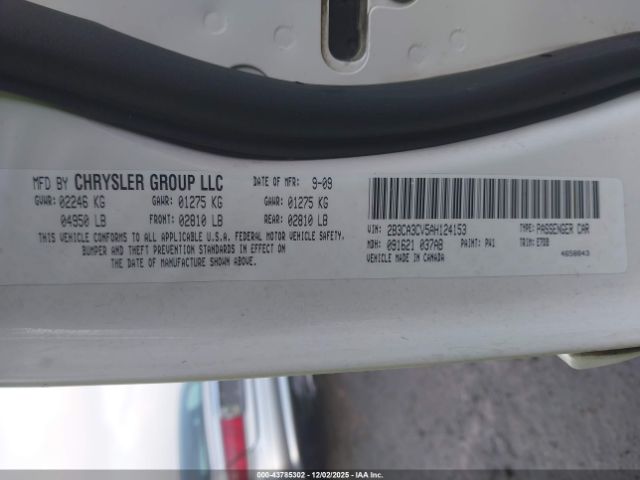 MFD BY CHRYSLER GROUP LLC
DATE OF MFR: 9-09
GVWR: 02246 KG GAWR: 01275 KG GAWR: 01275 KG
04950 LB FRONT: 02810 LB REAR: 02810 LB
THIS VEHICLE CONFORMS TO ALL APPLICABLE U.S.A. FEDERAL MOTOR VEHICLE SAFETY,
BUMPER AND THEFT PREVENTION STANDARDS IN EFFECT ON
THE DATE OF MANUFACTURE SHOWN ABOVE.
VIN: 2B3CA3CV5AH124153 TYPE: PASSENGER CAR
MDH: 091621 037AB PAINT: PW1 TRIM: E7DB
VEHICLE MADE IN CANADA 4658843
000-43785302 | 12/02/2025 | IAA Inc.